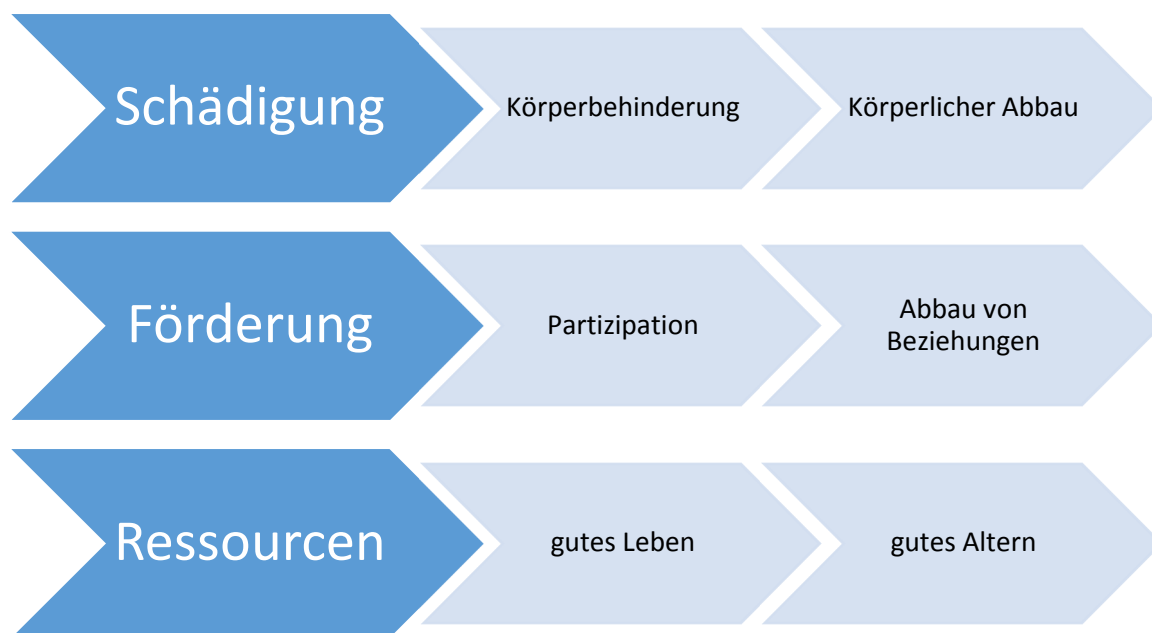 Schädigung
Körperbehinderung
Körperlicher Abbau
Förderung
Partizipation
Abbau von
Beziehungen
Ressourcen
gutes Leben
gutes Altern